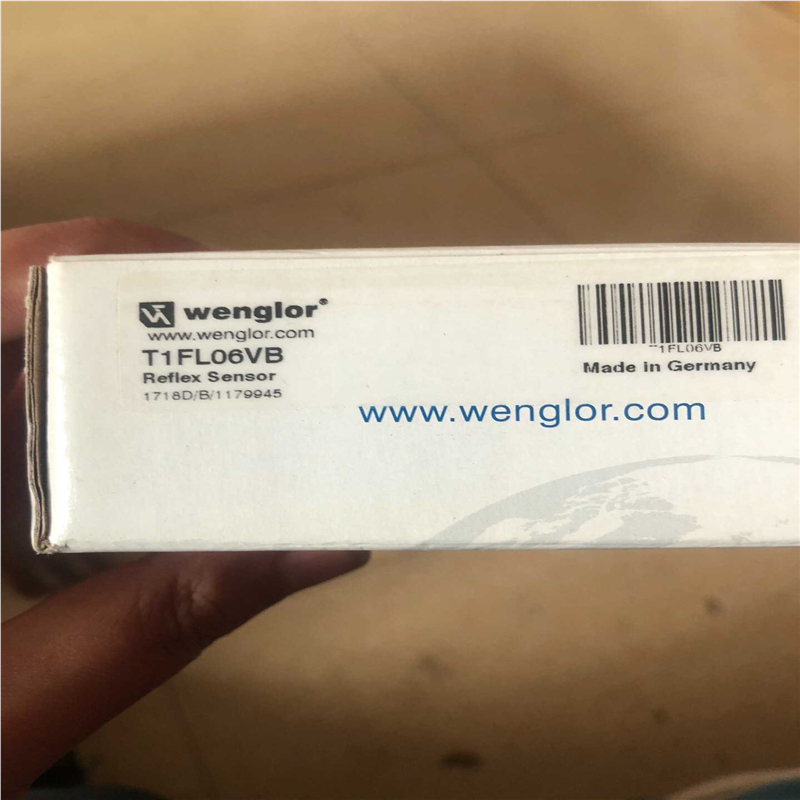 wenglor®
www.wenglor.com
T1FL06VB
Reflex Sensor
1718D/B/1179945
T1FL06VB
Made in Germany
www.wenglor.com